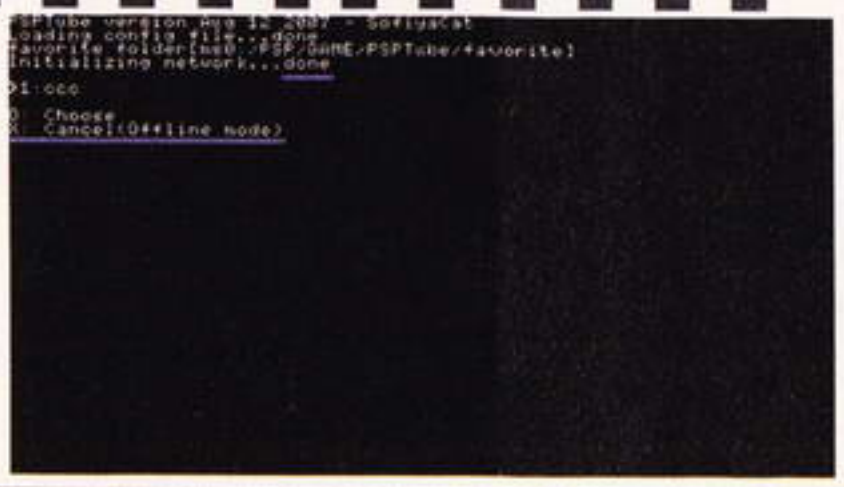 PSPTube version Aug 12 2007 - SofiyaCat
Loading config file...done
favorite folder[ms0:/PSP/GAME/PSPTube/favorite]
Initializing network...done
>1:ccc
O: Choose
X: Cancel(Offline mode)